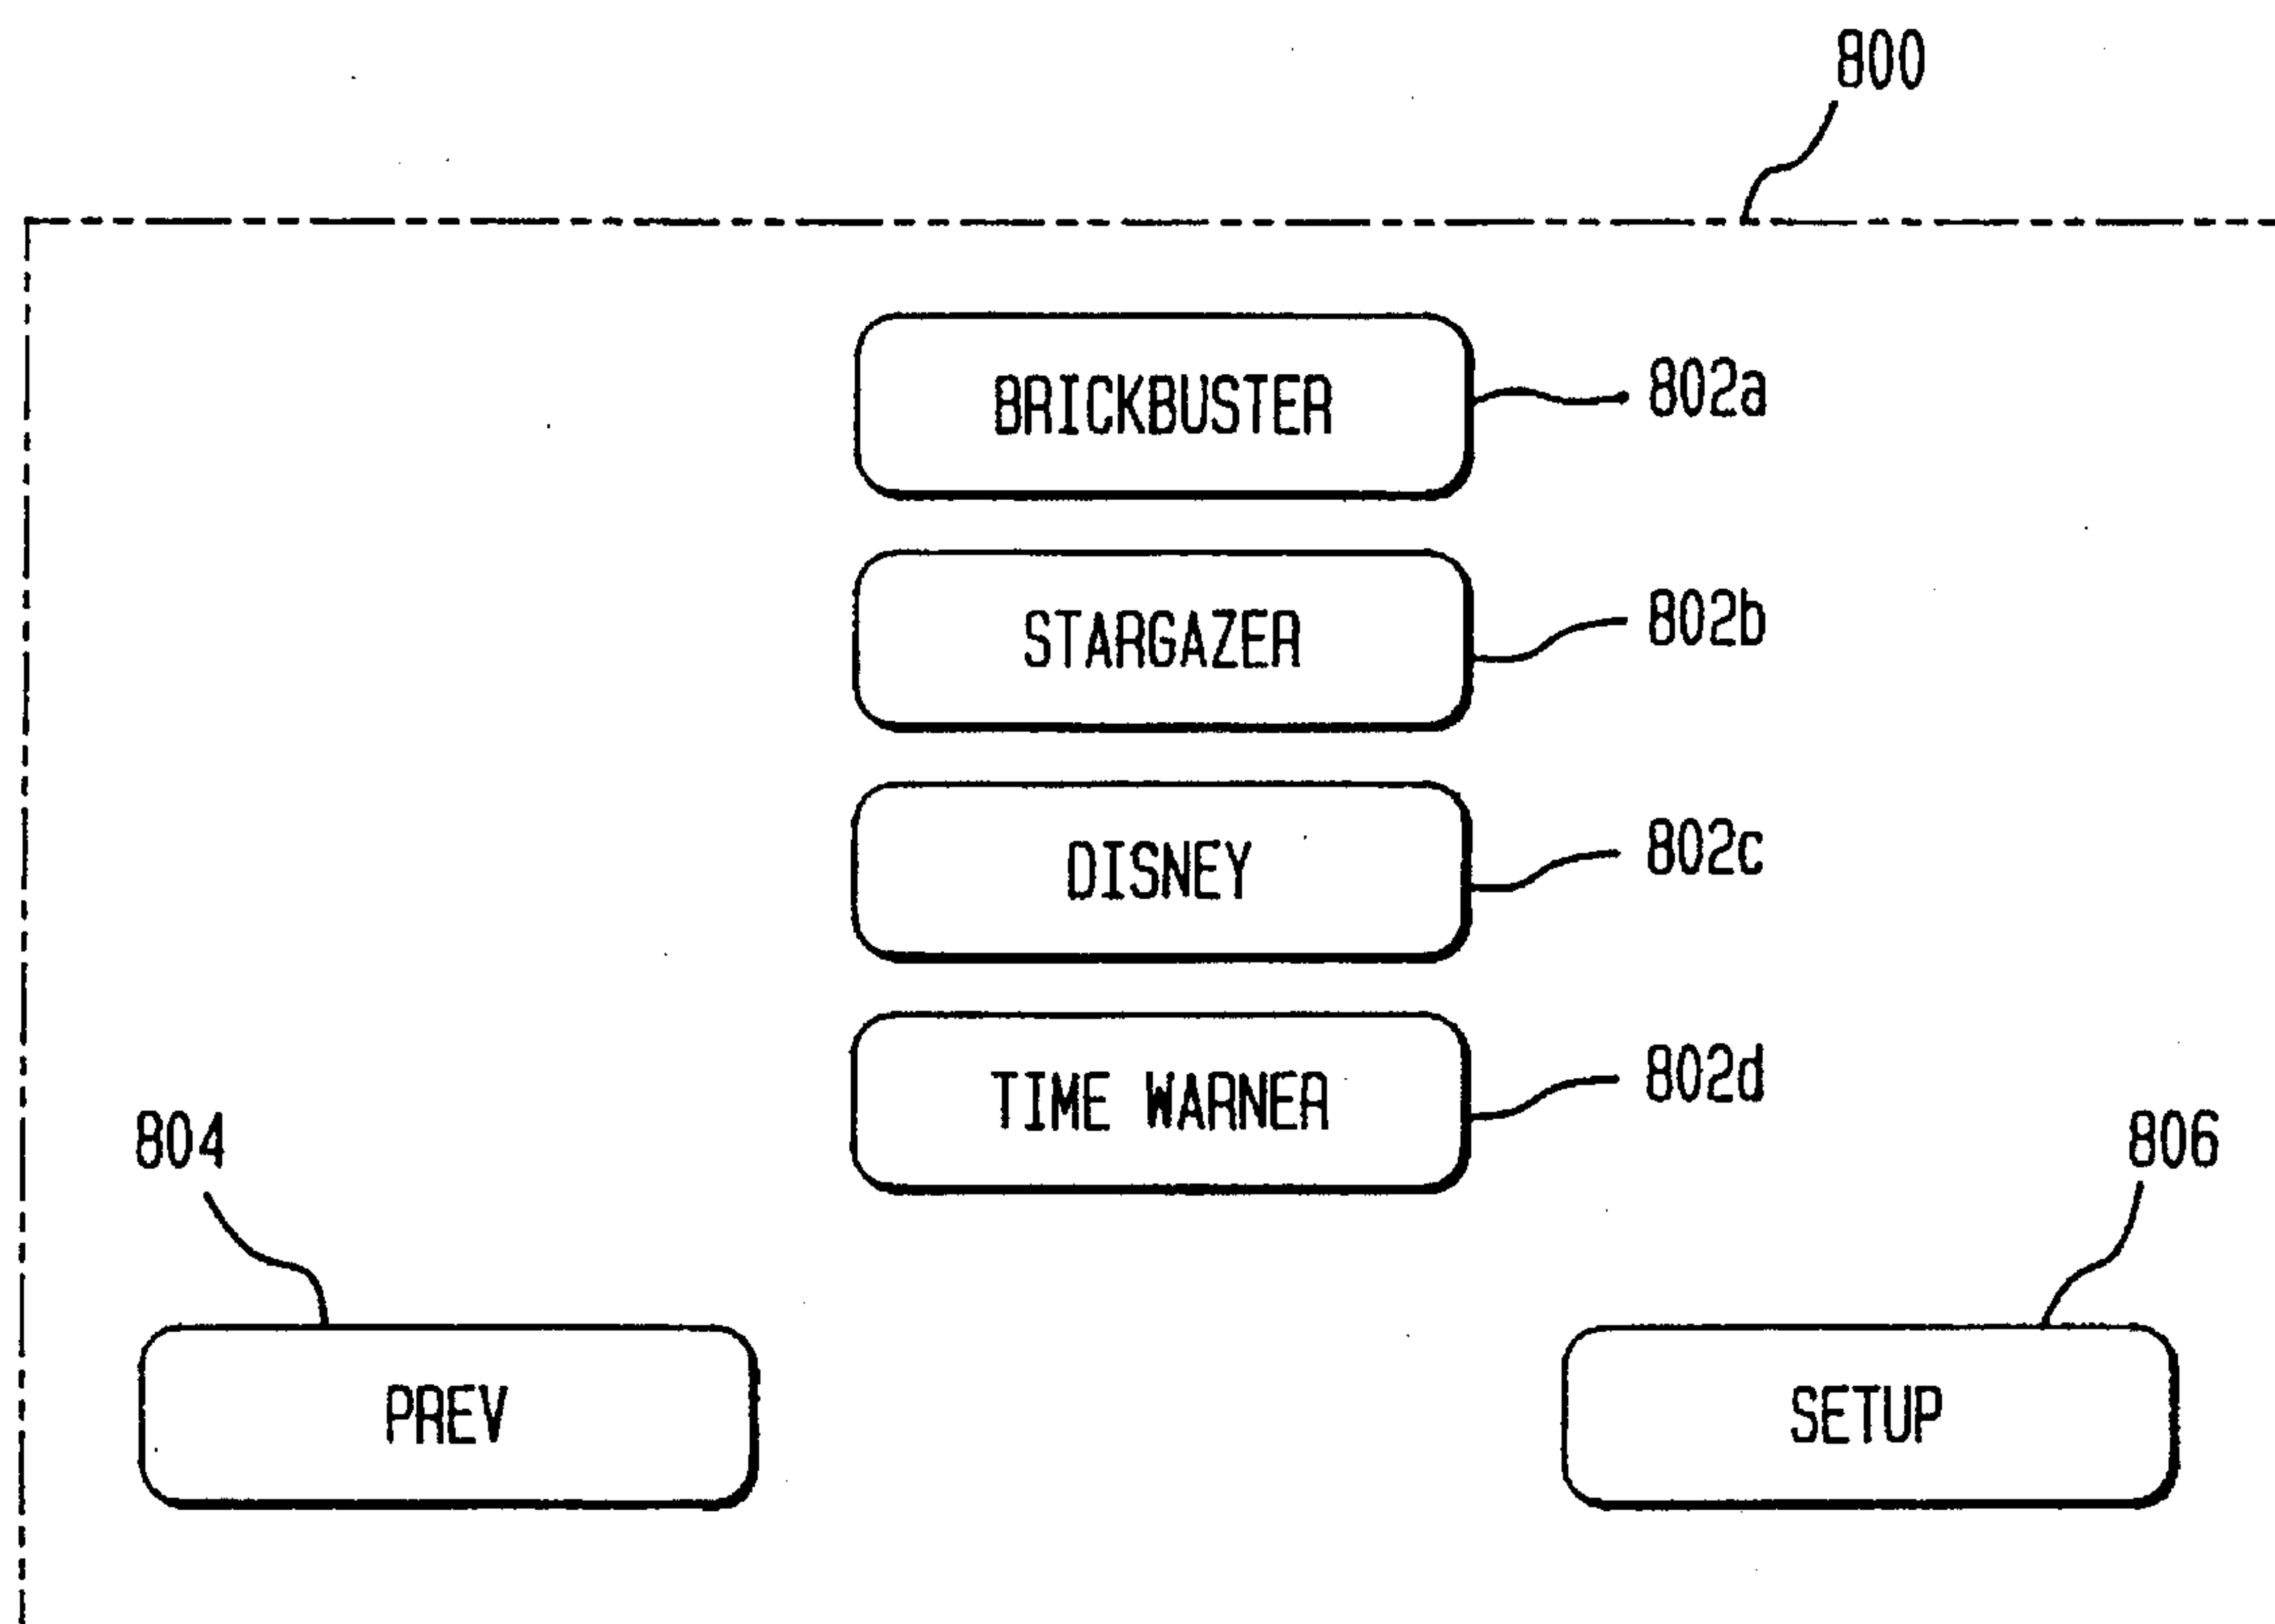 800
BRICKBUSTER
802a
STARGAZER
802b
DISNEY
802c
TIME WARNER
802d
804
806
PREV
SETUP